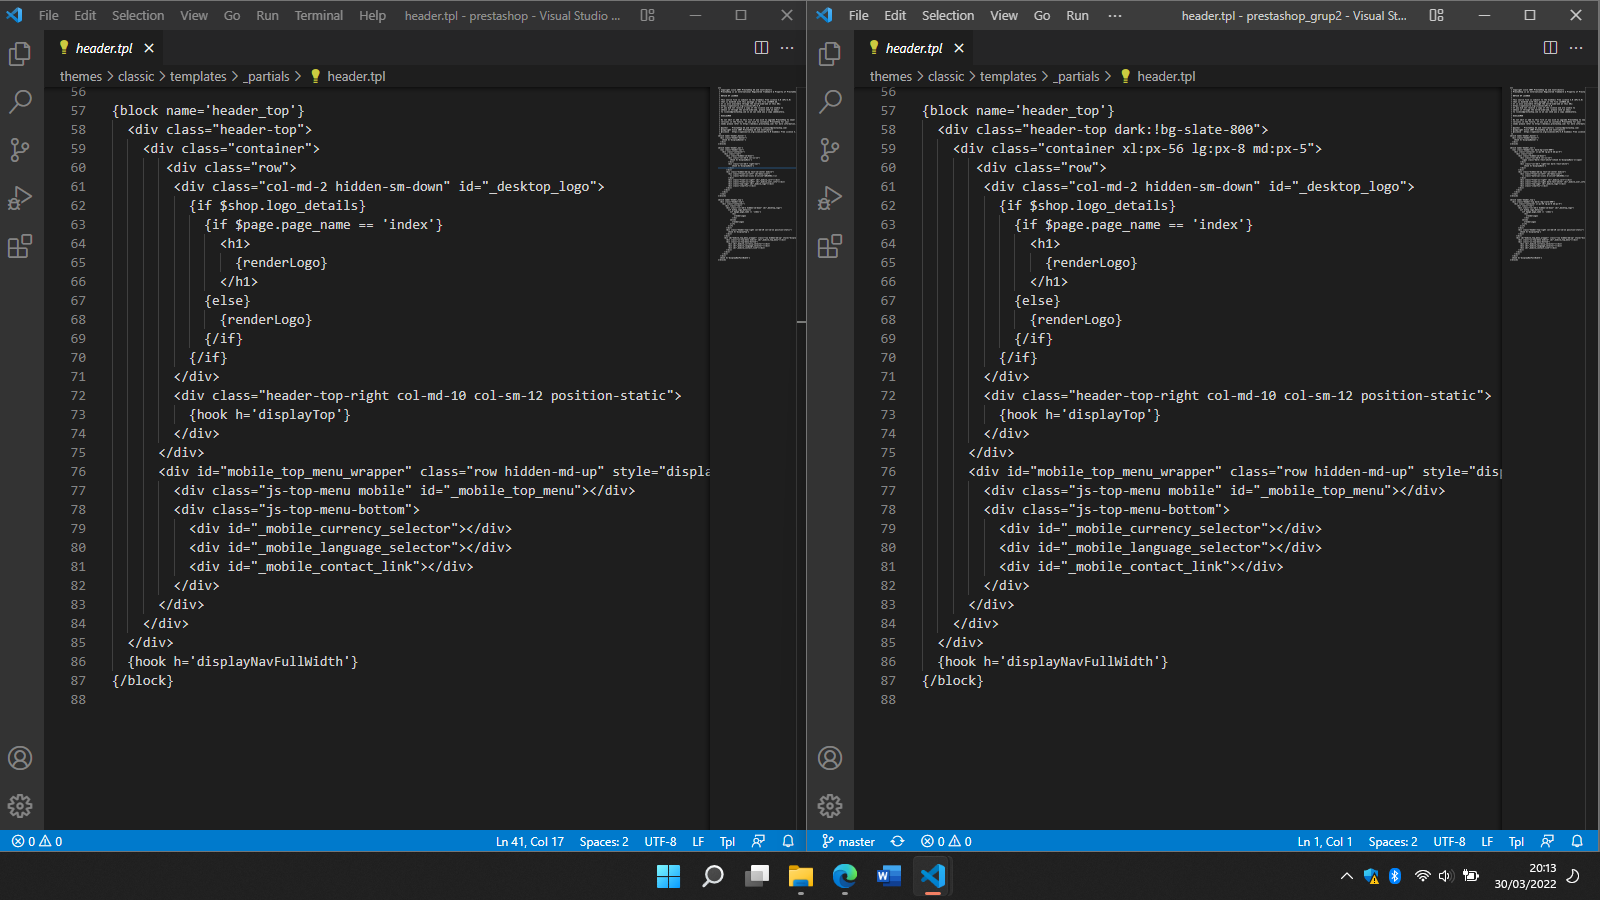 File Edit Selection View Go Run Terminal Help header.tpl - prestashop - Visual Studio ...
header.tpl
themes > classic > templates > _partials > header.tpl
56
57 {block name='header_top'}
58 <div class="header-top">
59 <div class="container">
60 <div class="row">
61 <div class="col-md-2 hidden-sm-down" id="_desktop_logo">
62 {if $shop.logo_details}
63 {if $page.page_name == 'index'}
64 <h1>
65 {renderLogo}
66 </h1>
67 {else}
68 {renderLogo}
69 {/if}
70 {/if}
71 </div>
72 <div class="header-top-right col-md-10 col-sm-12 position-static">
73 {hook h='displayTop'}
74 </div>
75 </div>
76 <div id="mobile_top_menu_wrapper" class="row hidden-md-up" style="displa
77 <div class="js-top-menu mobile" id="_mobile_top_menu"></div>
78 <div class="js-top-menu-bottom">
79 <div id="_mobile_currency_selector"></div>
80 <div id="_mobile_language_selector"></div>
81 <div id="_mobile_contact_link"></div>
82 </div>
83 </div>
84 </div>
85 </div>
86 {hook h='displayNavFullWidth'}
87 {/block}
88
0 0 Ln 41, Col 17 Spaces: 2 UTF-8 LF Tpl
File Edit Selection View Go Run ··· header.tpl - prestashop_grup2 - Visual St...
header.tpl
themes > classic > templates > _partials > header.tpl
56
57 {block name='header_top'}
58 <div class="header-top dark:!bg-slate-800">
59 <div class="container xl:px-56 lg:px-8 md:px-5">
60 <div class="row">
61 <div class="col-md-2 hidden-sm-down" id="_desktop_logo">
62 {if $shop.logo_details}
63 {if $page.page_name == 'index'}
64 <h1>
65 {renderLogo}
66 </h1>
67 {else}
68 {renderLogo}
69 {/if}
70 {/if}
71 </div>
72 <div class="header-top-right col-md-10 col-sm-12 position-static">
73 {hook h='displayTop'}
74 </div>
75 </div>
76 <div id="mobile_top_menu_wrapper" class="row hidden-md-up" style="disp
77 <div class="js-top-menu mobile" id="_mobile_top_menu"></div>
78 <div class="js-top-menu-bottom">
79 <div id="_mobile_currency_selector"></div>
80 <div id="_mobile_language_selector"></div>
81 <div id="_mobile_contact_link"></div>
82 </div>
83 </div>
84 </div>
85 </div>
86 {hook h='displayNavFullWidth'}
87 {/block}
88
master 0 0 Ln 1, Col 1 Spaces: 2 UTF-8 LF Tpl
20:13
30/03/2022